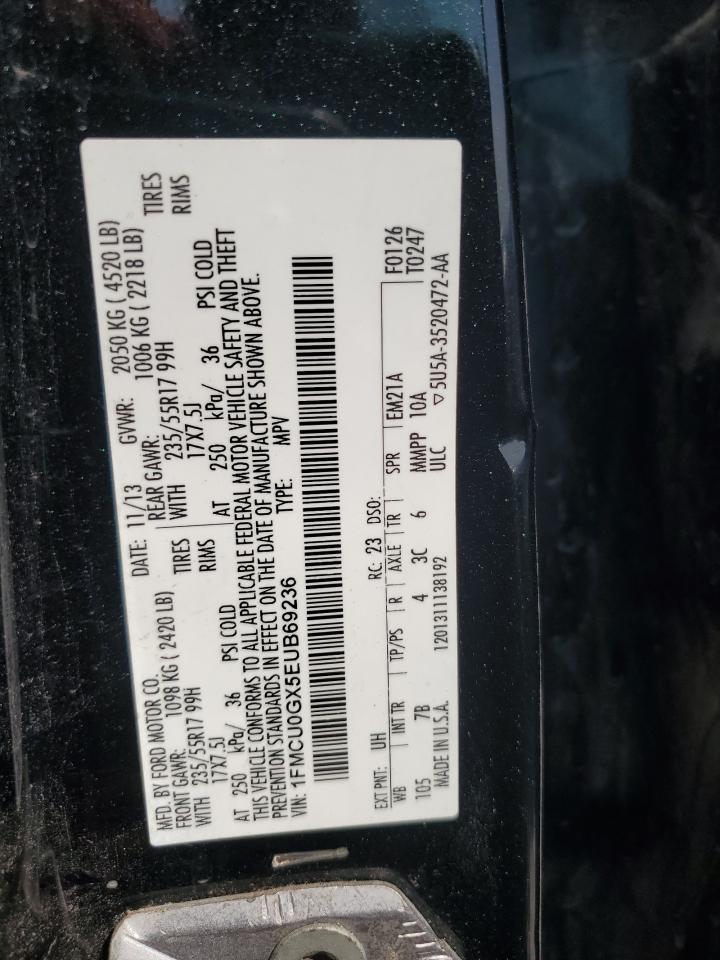 MFD. BY FORD MOTOR CO.
DATE: 11/13 GVWR: 2050 KG ( 4520 LB)
FRONT GAWR: 1098 KG ( 2420 LB) REAR GAWR: 1006 KG ( 2218 LB)
WITH 235/55R17 99H TIRES WITH 235/55R17 99H TIRES
17X7.5J RIMS 17X7.5J RIMS
AT 250 kPa/ 36 PSI COLD AT 250 kPa/ 36 PSI COLD
THIS VEHICLE CONFORMS TO ALL APPLICABLE FEDERAL MOTOR VEHICLE SAFETY AND THEFT
PREVENTION STANDARDS IN EFFECT ON THE DATE OF MANUFACTURE SHOWN ABOVE.
VIN: 1FMCU0GX5EUB69236 TYPE: MPV
EXT PNT: UH RC: 23 DSO: F0126
WB INT TR TP/PS R AXLE TR SPR EM21A T0247
105 7B 4 3C 6 MMPP 10A
MADE IN U.S.A. 1201311138192 ULC ▽5U5A-3520472-AA